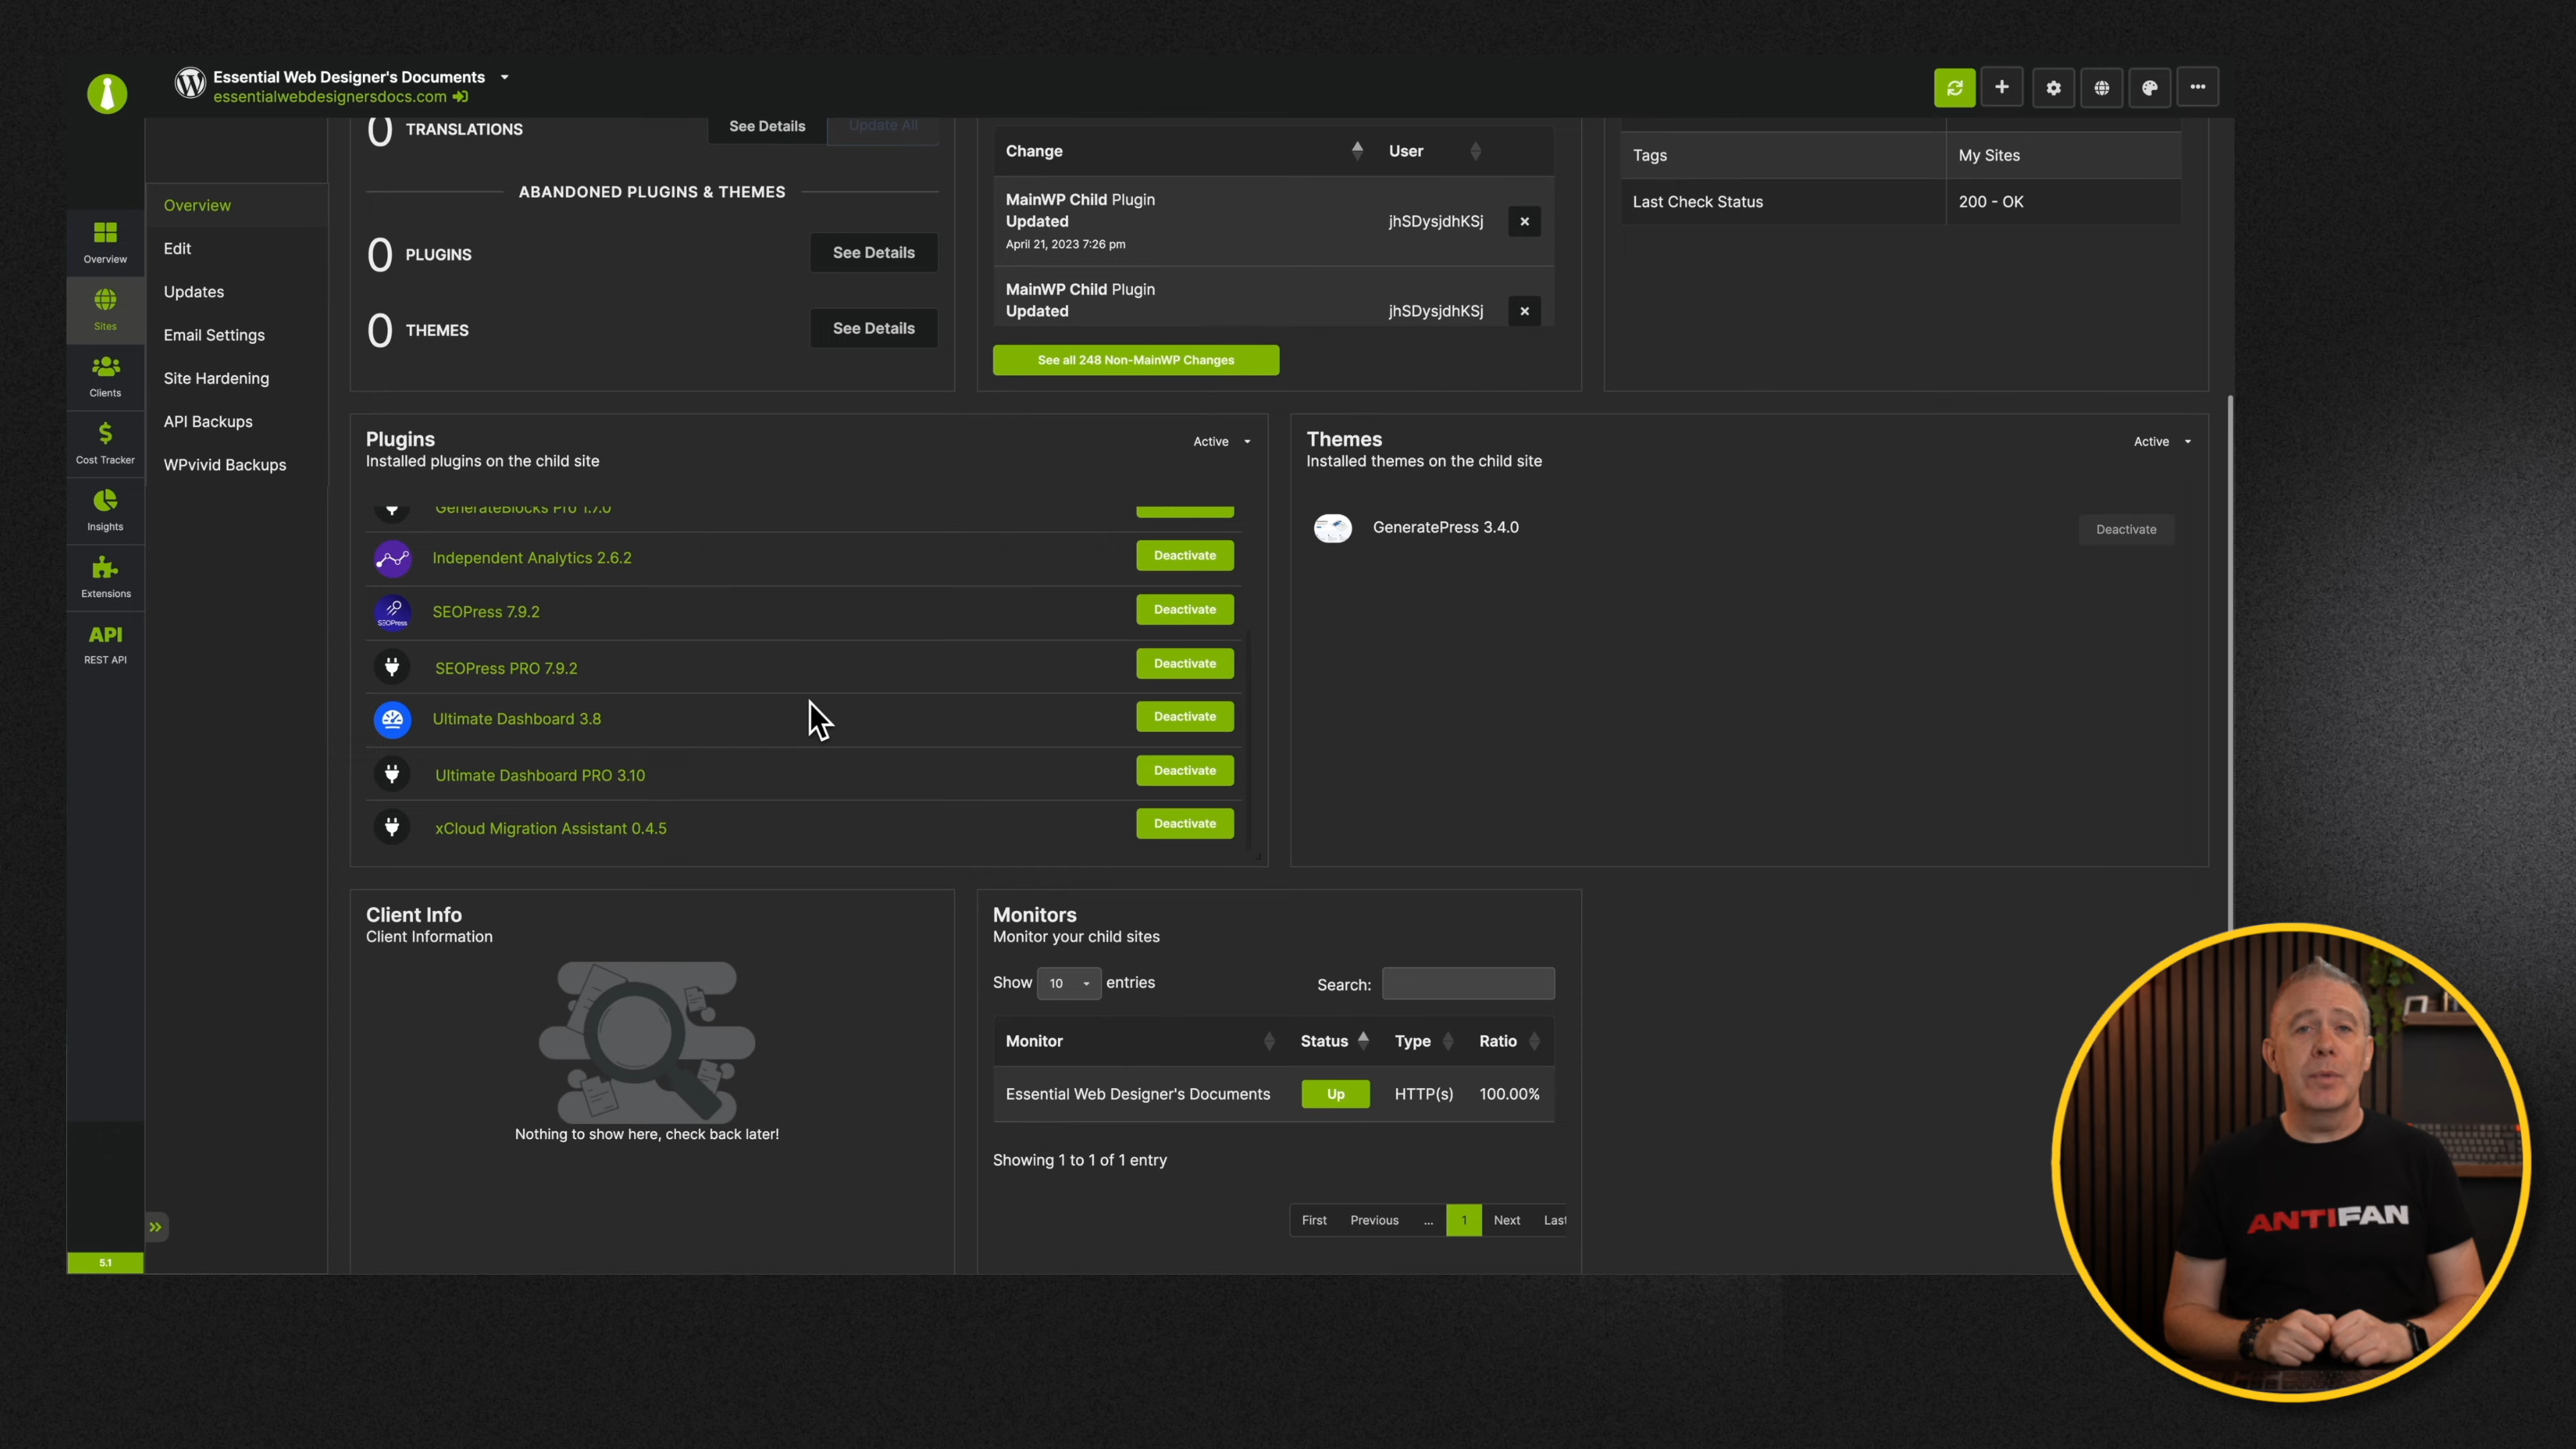 Essential Web Designer's Documents
essentialwebdesignersdocs.com
Overview
Sites
Clients
$
Cost Tracker
Insights
Extensions
API
REST API
5.1
Overview
Edit
Updates
Email Settings
Site Hardening
API Backups
WPvivid Backups
0 TRANSLATIONS See Details Update All
ABANDONED PLUGINS & THEMES
0 PLUGINS See Details
0 THEMES See Details
Change User
MainWP Child Plugin
Updated jhSDysjdhKSj
April 21, 2023 7:26 pm
MainWP Child Plugin
Updated jhSDysjdhKSj
See all 248 Non-MainWP Changes
Tags My Sites
Last Check Status 200 - OK
Plugins Active
Installed plugins on the child site
GenerateBlocks Pro 1.7.0
Independent Analytics 2.6.2 Deactivate
SEOPress
SEOPress 7.9.2 Deactivate
SEOPress PRO 7.9.2 Deactivate
Ultimate Dashboard 3.8 Deactivate
Ultimate Dashboard PRO 3.10 Deactivate
xCloud Migration Assistant 0.4.5 Deactivate
Themes Active
Installed themes on the child site
GeneratePress 3.4.0 Deactivate
Client Info
Client Information
Nothing to show here, check back later!
Monitors
Monitor your child sites
Show 10 entries Search:
Monitor Status Type Ratio
Essential Web Designer's Documents Up HTTP(s) 100.00%
Showing 1 to 1 of 1 entry
First Previous ... 1 Next Last
ANTIFAN